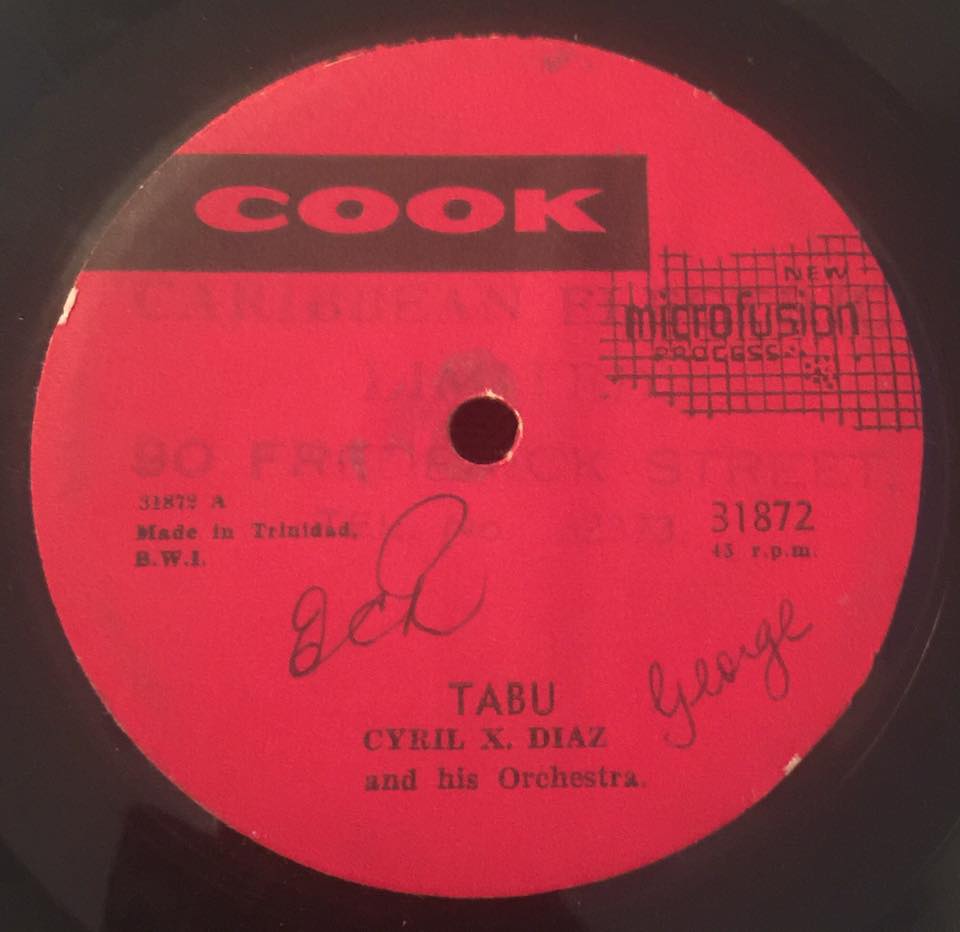 COOK
NEW
microfusion
PROCESS
CARIBBEAN
90 FREDERICK STREET,
31872 A
Made in Trinidad,
B.W.I.
31872
45 r.p.m.
George
TABU
CYRIL X. DIAZ
and his Orchestra.